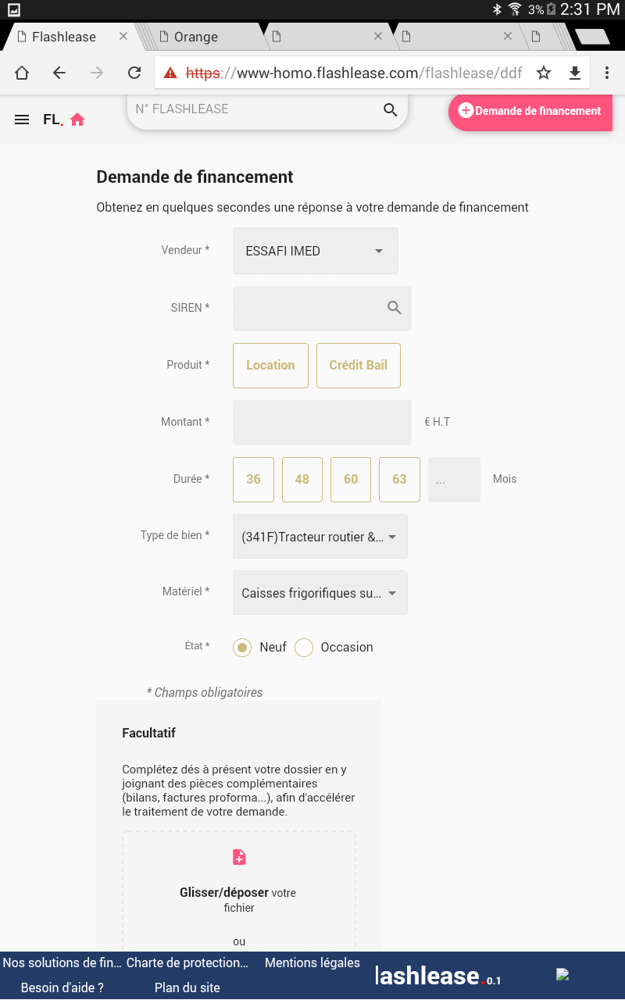 3% 2:31 PM
Flashlease Orange
https://www-homo.flashlease.com/flashlease/ddf
FL. N° FLASHLEASE Demande de financement
Demande de financement
Obtenez en quelques secondes une réponse à votre demande de financement
Vendeur * ESSAFI IMED
SIREN *
Produit * Location Crédit Bail
Montant * € H.T
Durée * 36 48 60 63 ... Mois
Type de bien * (341F)Tracteur routier &...
Matériel * Caisses frigorifiques su...
État * Neuf Occasion
* Champs obligatoires
Facultatif
Complétez dés à présent votre dossier en y
joignant des pièces complémentaires
(bilans, factures proforma...), afin d'accélérer
le traitement de votre demande.
Glisser/déposer votre
fichier
ou
Nos solutions de fin... Charte de protection... Mentions légales
lashlease.0.1
Besoin d'aide ? Plan du site